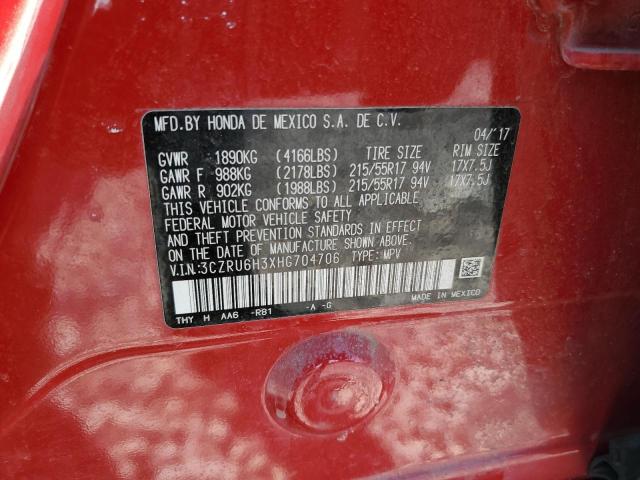 MFD.BY HONDA DE MEXICO S.A. DE C.V.
04/'17
GVWR 1890KG (4166LBS) TIRE SIZE RIM SIZE
GAWR F 988KG (2178LBS) 215/55R17 94V 17X7.5J
GAWR R 902KG (1988LBS) 215/55R17 94V 17X7.5J
THIS VEHICLE CONFORMS TO ALL APPLICABLE
FEDERAL MOTOR VEHICLE SAFETY
AND THEFT PREVENTION STANDARDS IN EFFECT
ON THE DATE OF MANUFACTURE SHOWN ABOVE.
V.I.N.:3CZRU6H3XHG704706 TYPE: MPV
THY H AA6 -R81 -A -G
MADE IN MEXICO